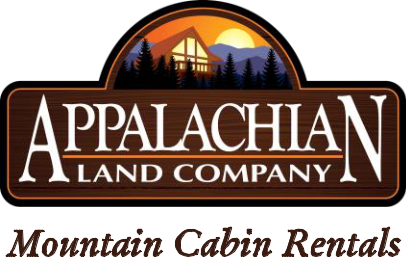 APPALACHIAN
LAND COMPANY
Mountain Cabin Rentals